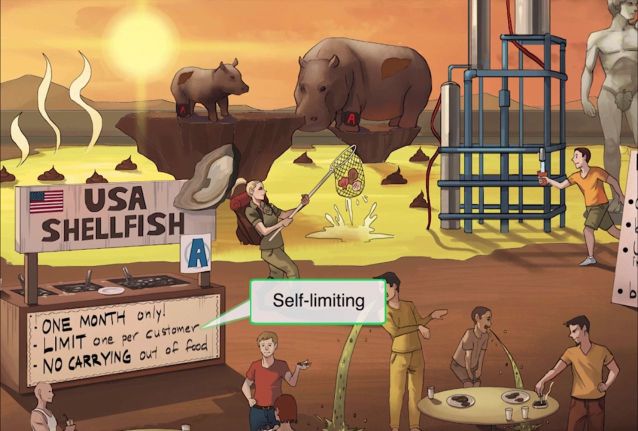 A
USA
SHELLFISH
A
Self-limiting
- ONE MONTH only!
- LIMIT one per customer
- NO CARRYING out of food